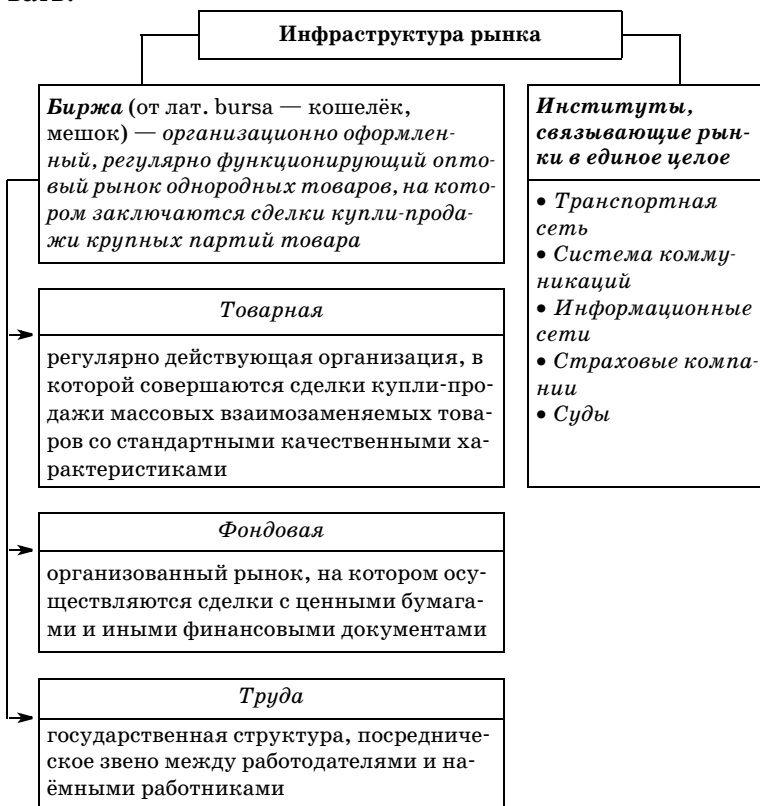 вать.
Инфраструктура рынка
Биржа (от лат. bursa — кошелёк,
мешок) — организационно оформлен-
ный, регулярно функционирующий опто-
вый рынок однородных товаров, на кото-
ром заключаются сделки купли-прода-
жи крупных партий товара
Товарная
регулярно действующая организация, в
которой совершаются сделки купли-про-
дажи массовых взаимозаменяемых това-
ров со стандартными качественными ха-
рактеристиками
Фондовая
организованный рынок, на котором осу-
ществляются сделки с ценными бумага-
ми и иными финансовыми документами
Труда
государственная структура, посредниче-
ское звено между работодателями и на-
ёмными работниками
Институты,
связывающие рын-
ки в единое целое
• Транспортная
сеть
• Система комму-
никаций
• Информационные
сети
• Страховые компа-
нии
• Суды